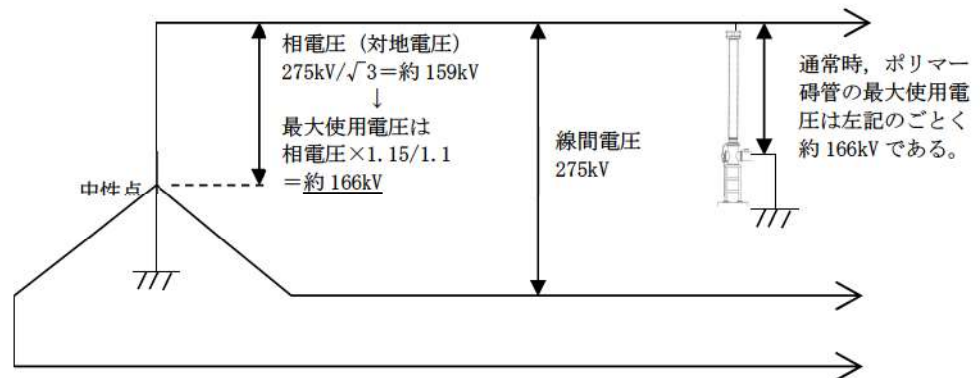 相電圧（対地電圧）
275kV/√3＝約 159kV
↓
最大使用電圧は
相電圧×1.15/1.1
＝約 166kV
中性点
線間電圧
275kV
通常時，ポリマー
碍管の最大使用電
圧は左記のごとく
約 166kV である。